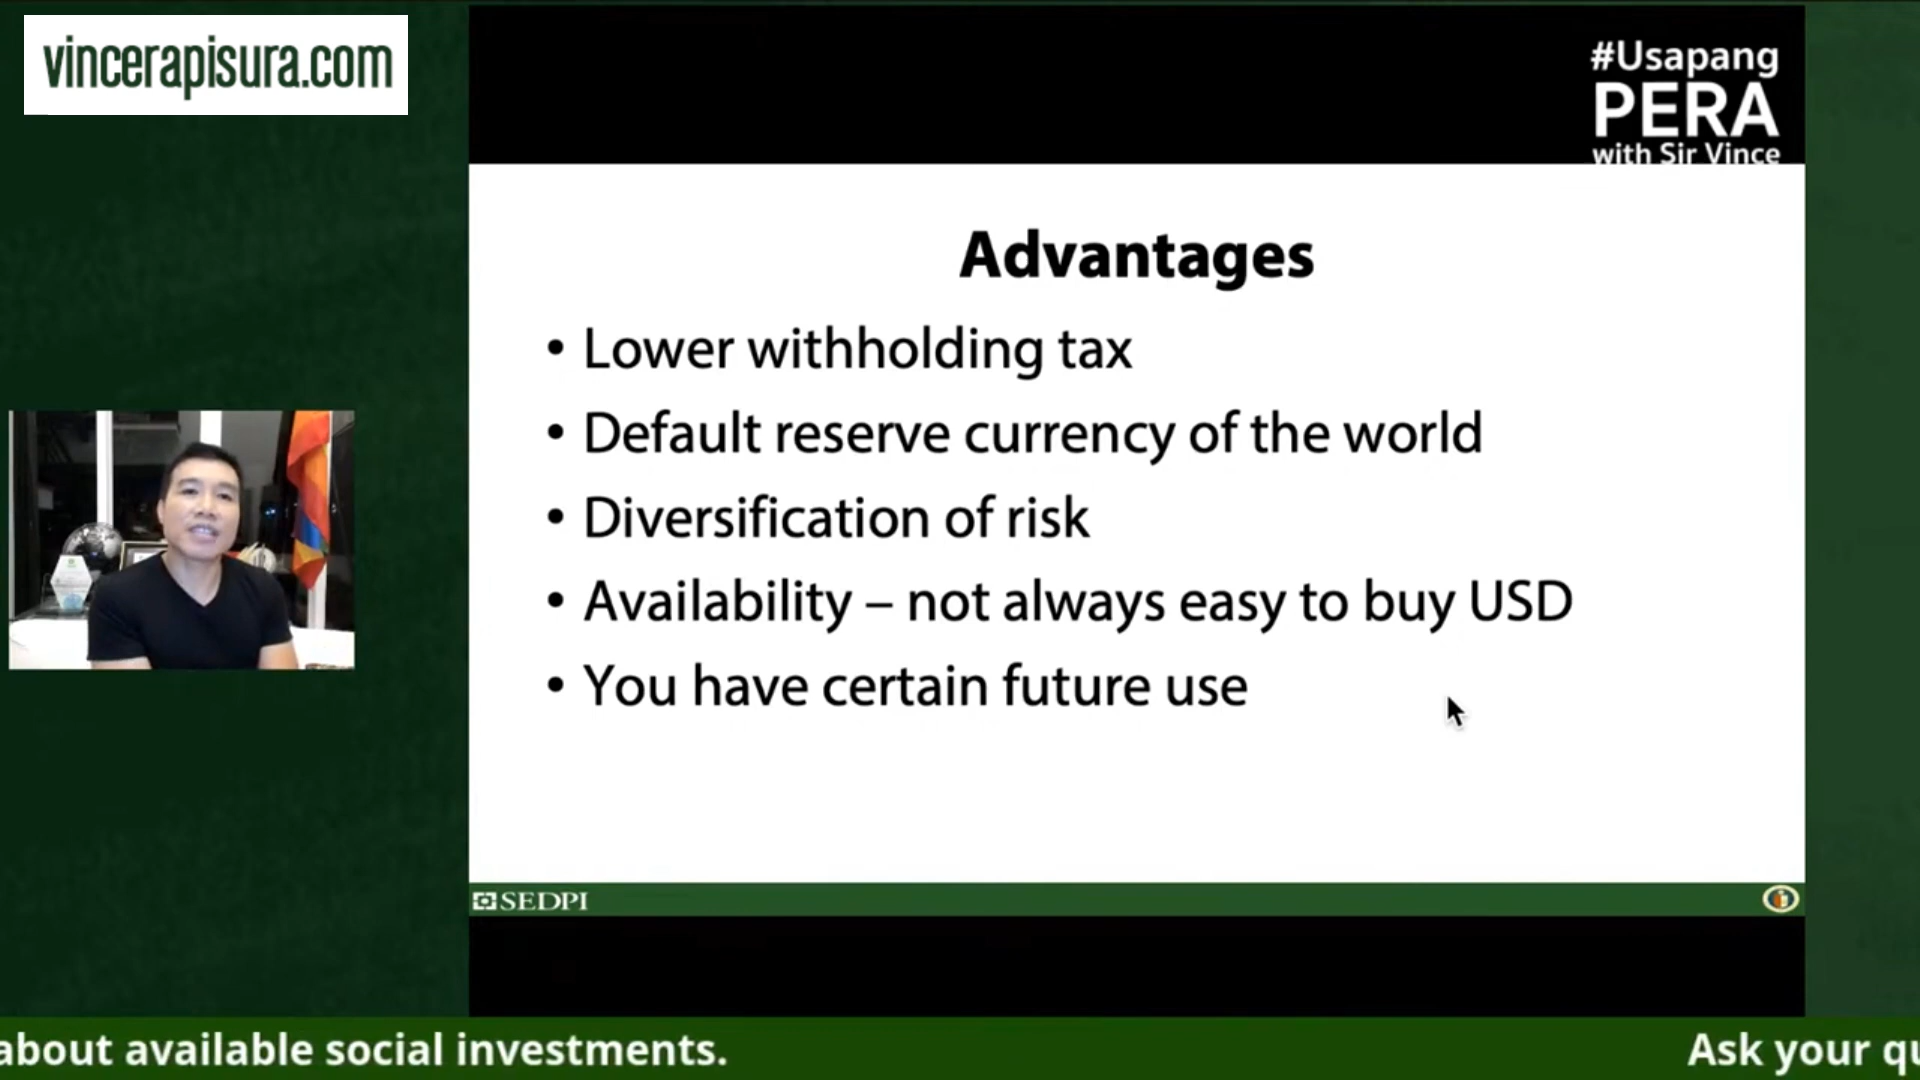 vincerapisura.com
#Usapang
PERA
with Sir Vince
Advantages
• Lower withholding tax
• Default reserve currency of the world
• Diversification of risk
• Availability – not always easy to buy USD
• You have certain future use
SEDPI
about available social investments.
Ask your qu